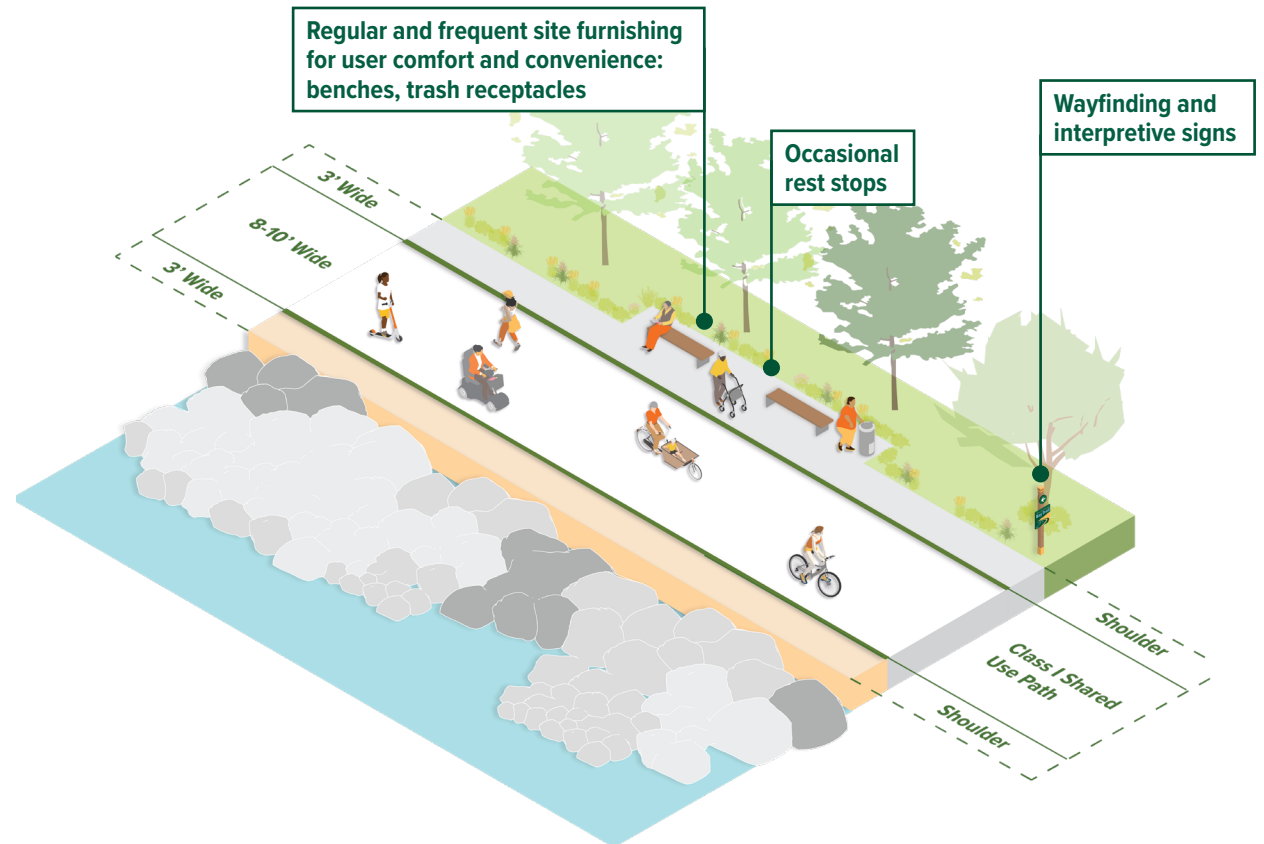 Regular and frequent site furnishing
for user comfort and convenience:
benches, trash receptacles
Wayfinding and
interpretive signs
Occasional
rest stops
3' Wide
8-10' Wide
3' Wide
Shoulder
Class I Shared
Use Path
Shoulder